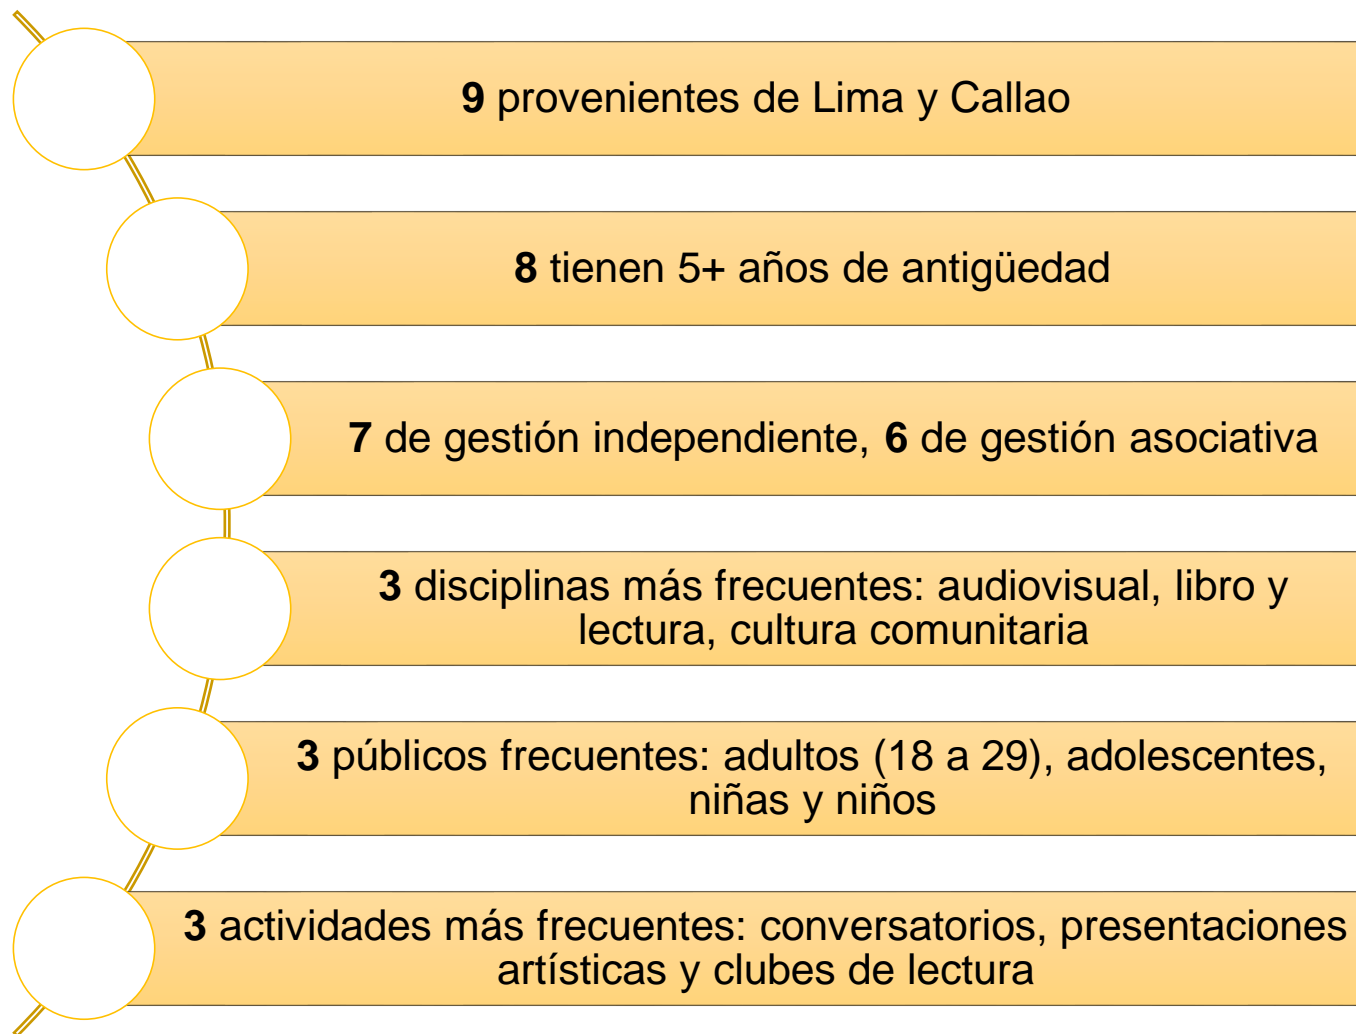 9 provenientes de Lima y Callao
8 tienen 5+ años de antigüedad
7 de gestión independiente, 6 de gestión asociativa
3 disciplinas más frecuentes: audiovisual, libro y
lectura, cultura comunitaria
3 públicos frecuentes: adultos (18 a 29), adolescentes,
niñas y niños
3 actividades más frecuentes: conversatorios, presentaciones
artísticas y clubes de lectura